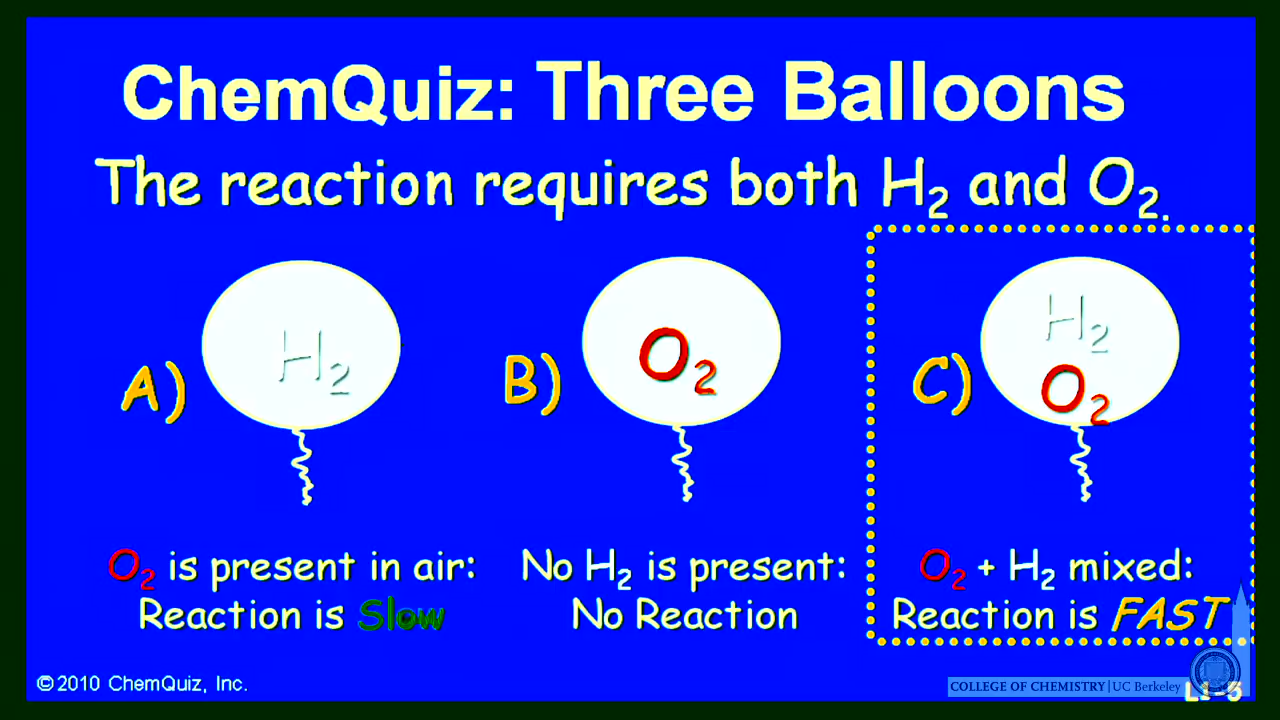 ChemQuiz: Three Balloons
The reaction requires both H₂ and O₂.
A)
H₂
B)
O₂
C)
H₂
O₂
O₂ is present in air:
Reaction is Slow
No H₂ is present:
No Reaction
O₂ + H₂ mixed:
Reaction is FAST
©2010 ChemQuiz, Inc.
COLLEGE OF CHEMISTRY | UC Berkeley